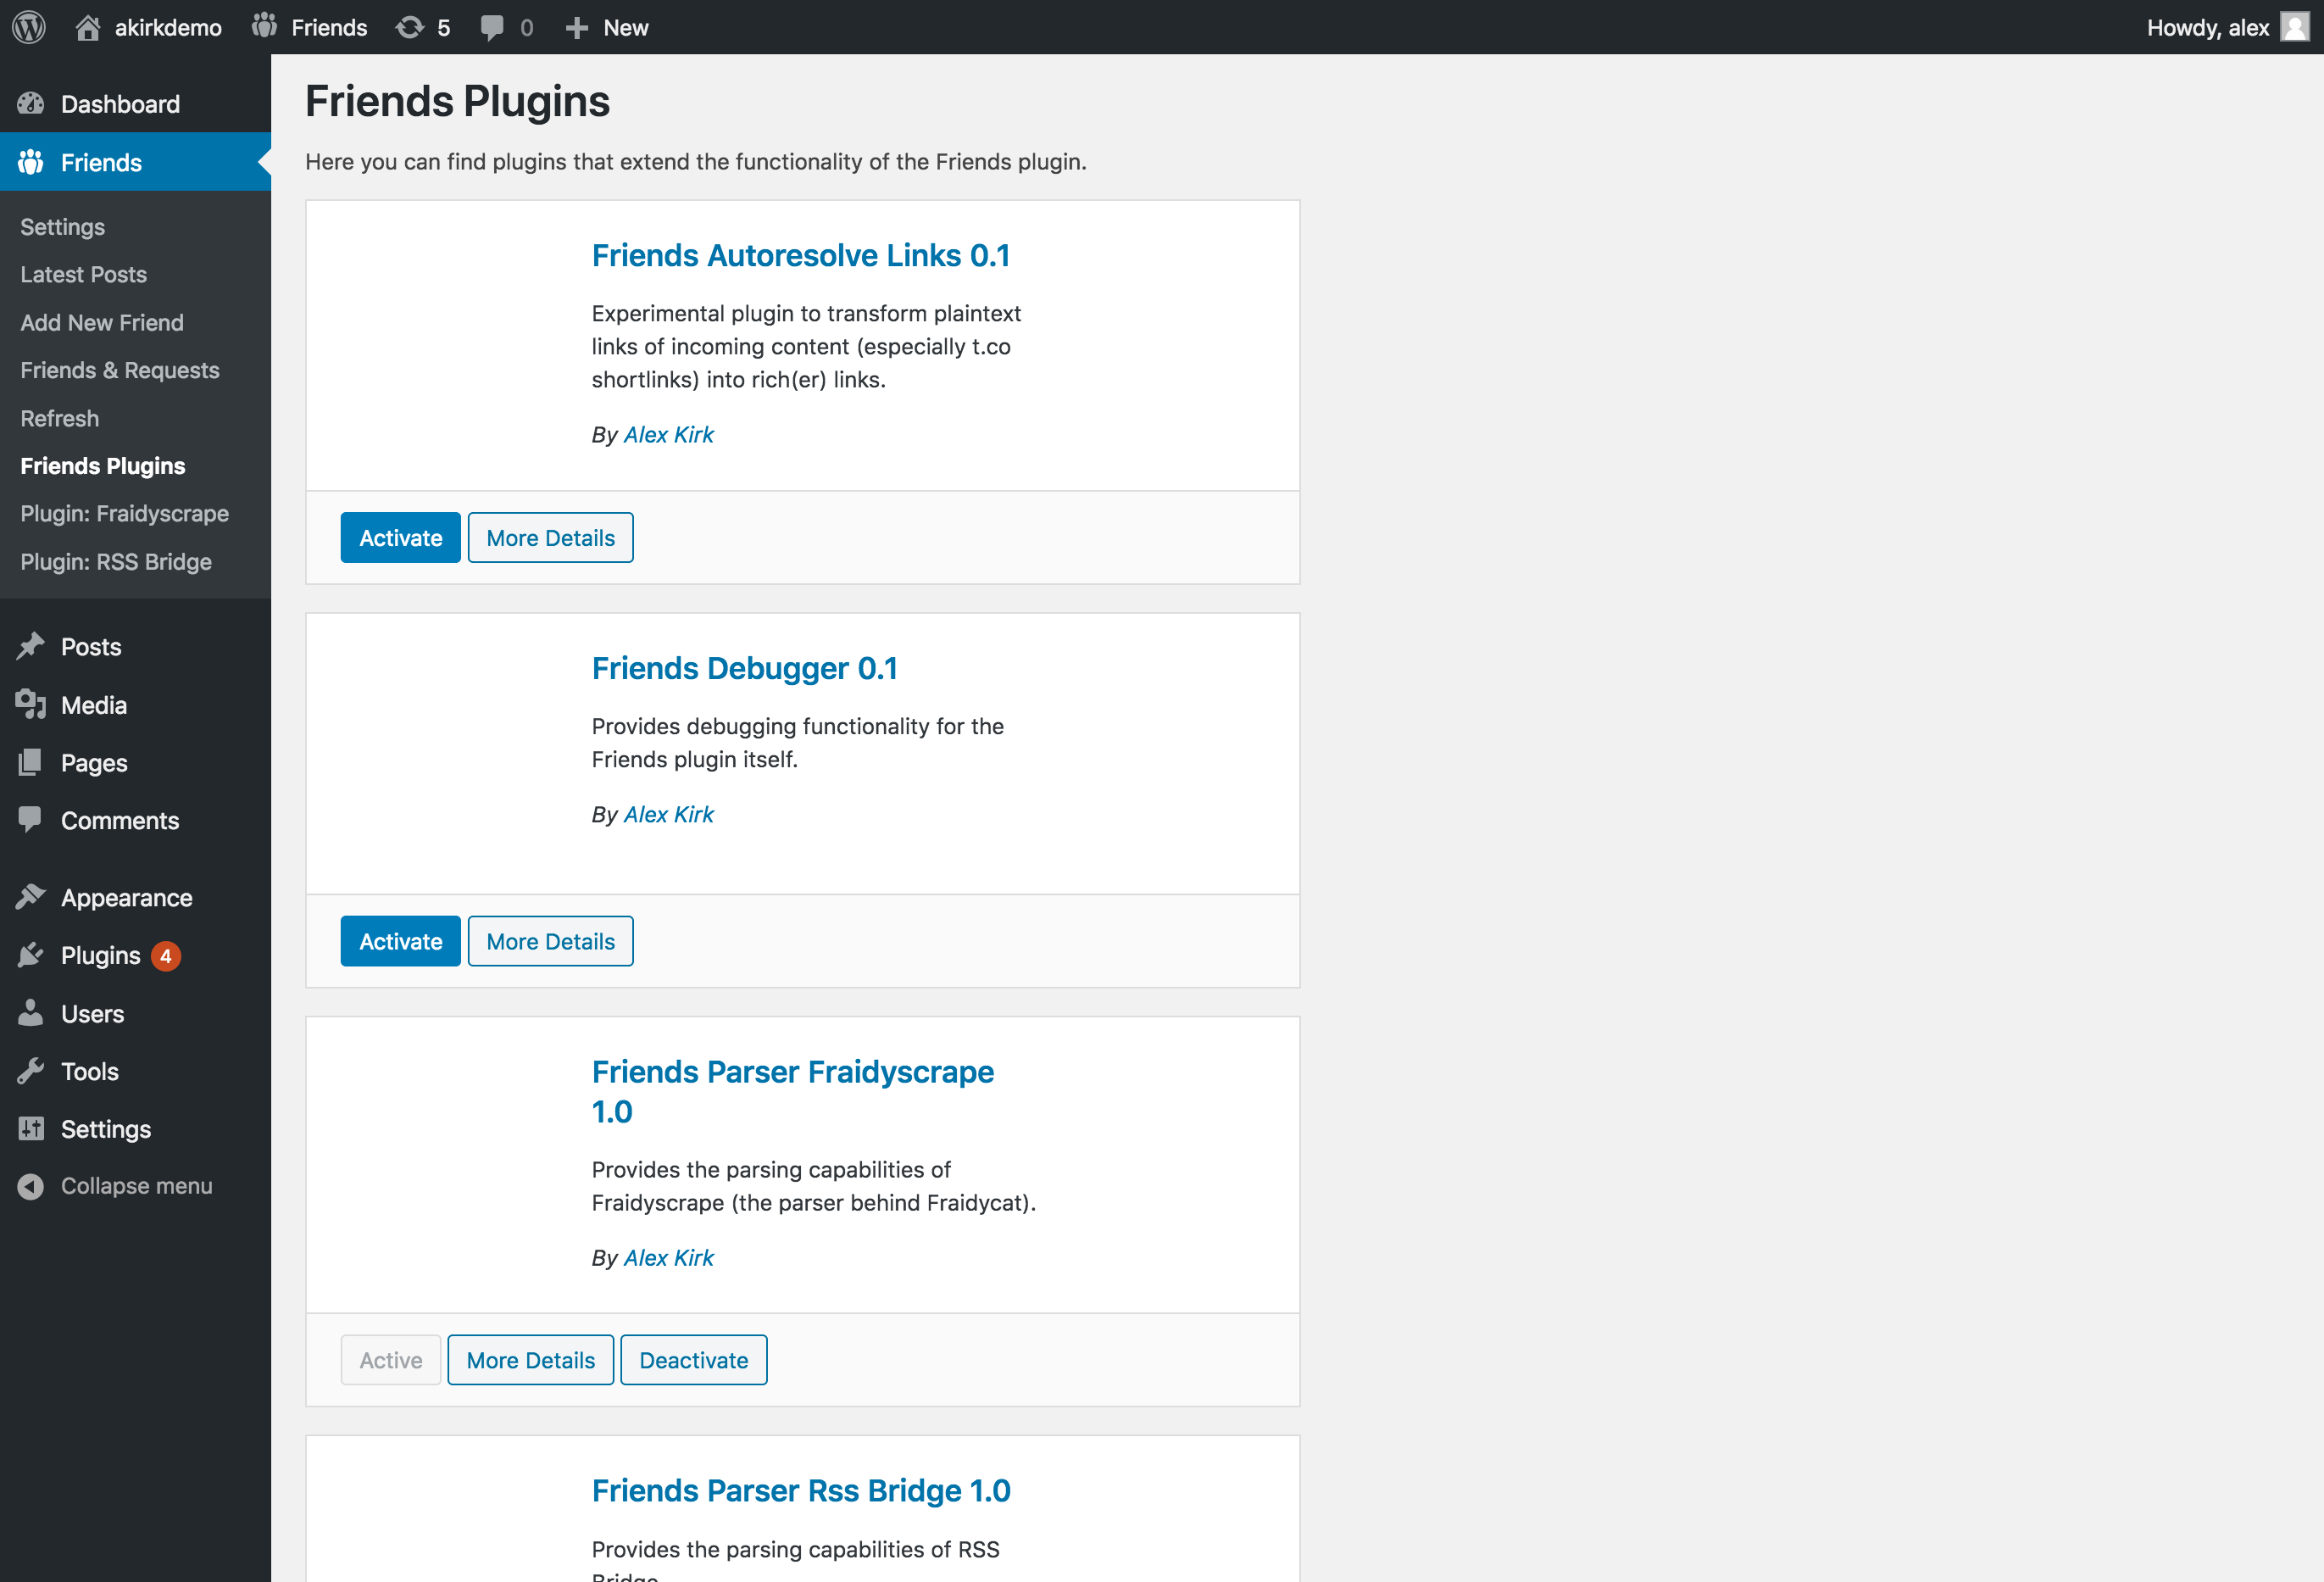 akirkdemo Friends 5 0 New Howdy, alex
Dashboard
Friends
Settings
Latest Posts
Add New Friend
Friends & Requests
Refresh
Friends Plugins
Plugin: Fraidyscrape
Plugin: RSS Bridge
Posts
Media
Pages
Comments
Appearance
Plugins 4
Users
Tools
Settings
Collapse menu
Friends Plugins
Here you can find plugins that extend the functionality of the Friends plugin.
Friends Autoresolve Links 0.1
Experimental plugin to transform plaintext
links of incoming content (especially t.co
shortlinks) into rich(er) links.
By Alex Kirk
Activate More Details
Friends Debugger 0.1
Provides debugging functionality for the
Friends plugin itself.
By Alex Kirk
Activate More Details
Friends Parser Fraidyscrape
1.0
Provides the parsing capabilities of
Fraidyscrape (the parser behind Fraidycat).
By Alex Kirk
Active More Details Deactivate
Friends Parser Rss Bridge 1.0
Provides the parsing capabilities of RSS
Bridge